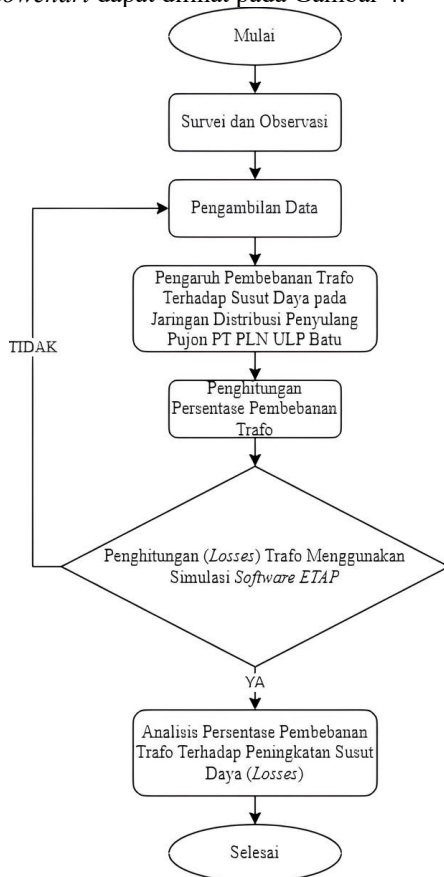 dapat dilihat pada Gambar 4.
Mulai
Survei dan Observasi
Pengambilan Data
Pengaruh Pembebanan Trafo
Terhadap Susut Daya pada
Jaringan Distribusi Penyulang
Pujon PT PLN ULP Batu
TIDAK
Penghitungan
Persentase Pembebanan
Trafo
Penghitungan (Losses) Trafo Menggunakan
Simulasi Software ETAP
YA
Analisis Persentase Pembebanan
Trafo Terhadap Peningkatan Susut
Daya (Losses)
Selesai